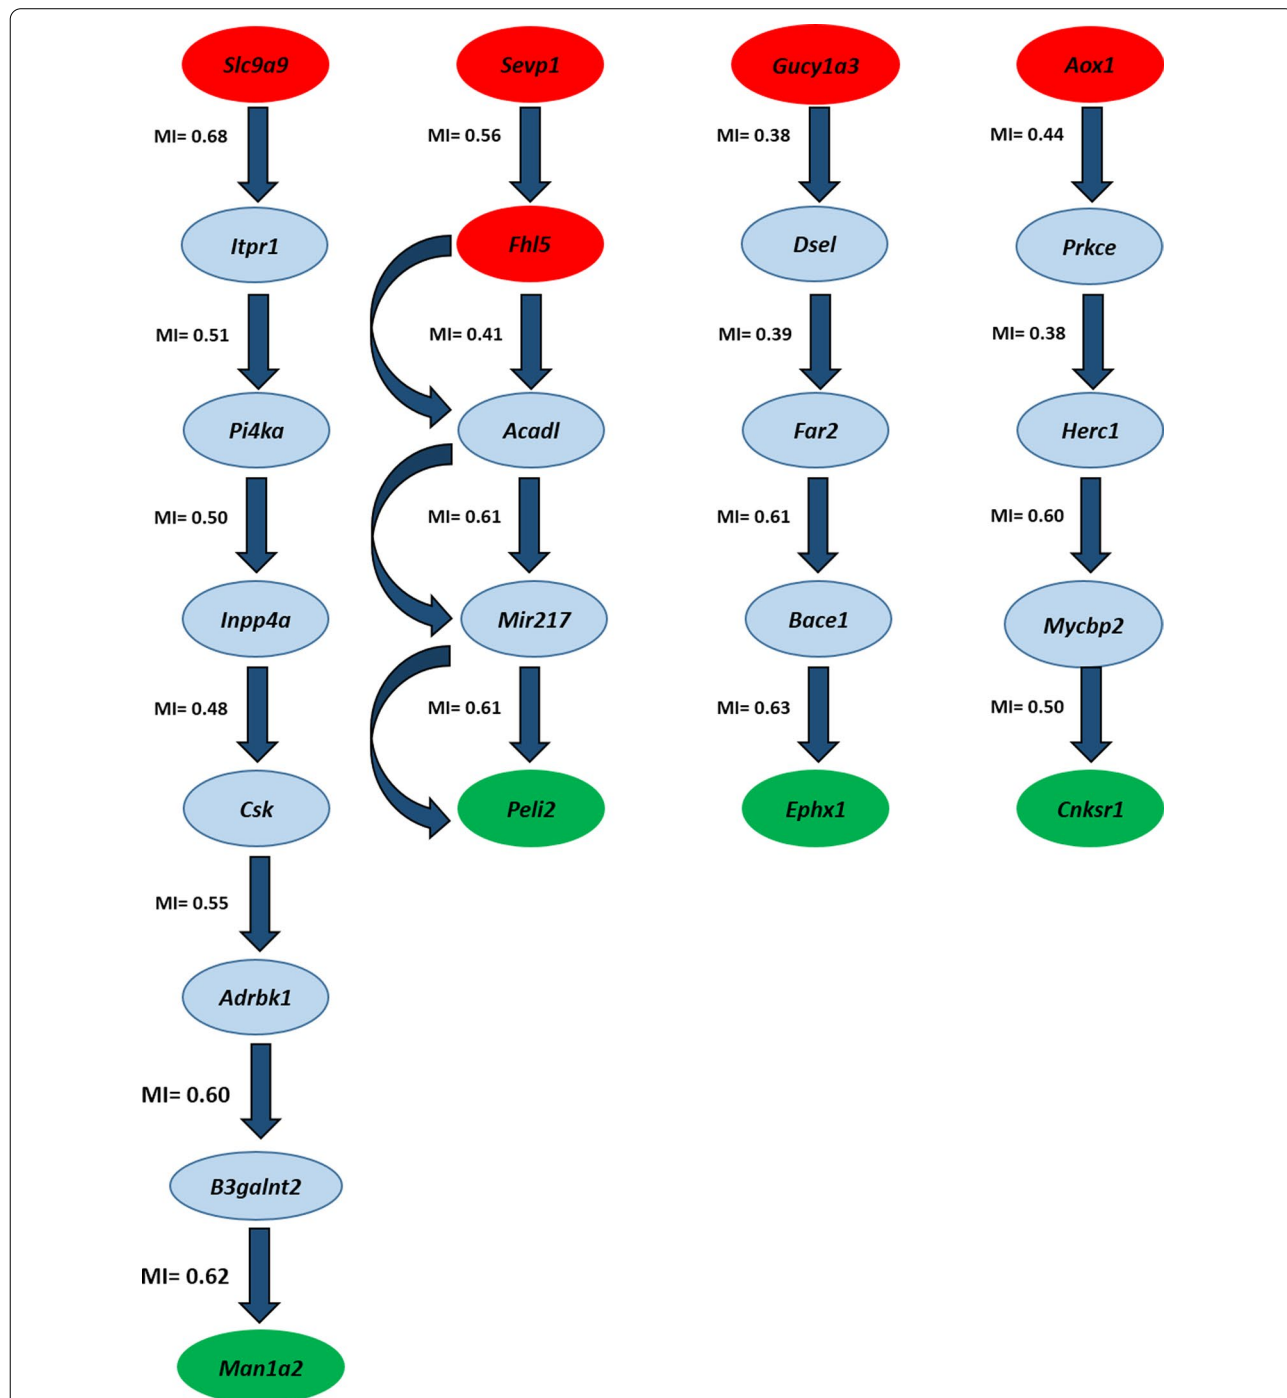 Slc9a9
Sevp1
Gucy1a3
Aox1
MI= 0.68
MI= 0.56
MI= 0.38
MI= 0.44
Itpr1
Fhl5
Dsel
Prkce
MI= 0.51
MI= 0.41
MI= 0.39
MI= 0.38
Pi4ka
Acadl
Far2
Herc1
MI= 0.50
MI= 0.61
MI= 0.61
MI= 0.60
Inpp4a
Mir217
Bace1
Mycbp2
MI= 0.48
MI= 0.61
MI= 0.63
MI= 0.50
Csk
Peli2
Ephx1
Cnksr1
MI= 0.55
Adrbk1
MI= 0.60
B3galnt2
MI= 0.62
Man1a2